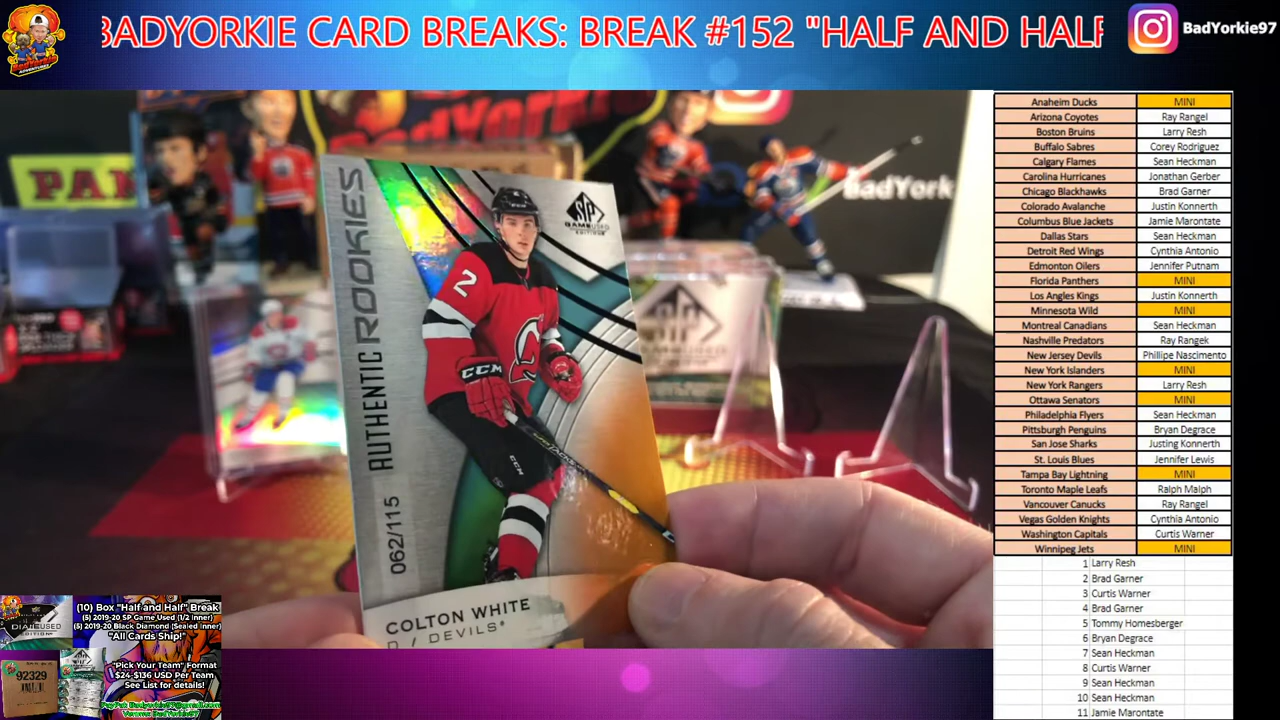 BADYORKIE CARD BREAKS: BREAK #152 "HALF AND HALF
BadYorkie97
PAN
BadYork
AUTHENTIC ROOKIES
SP
GAMEUSED
EDITION
2
CCM
CCM
062/115
COLTON WHITE
D / DEVILS
Anaheim Ducks MINI
Arizona Coyotes Ray Rangel
Boston Bruins Larry Resh
Buffalo Sabres Corey Rodriguez
Calgary Flames Sean Heckman
Carolina Hurricanes Jonathan Gerber
Chicago Blackhawks Brad Garner
Colorado Avalanche Justin Konnerth
Columbus Blue Jackets Jamie Marontate
Dallas Stars Sean Heckman
Detroit Red Wings Cynthia Antonio
Edmonton Oilers Jennifer Putnam
Florida Panthers MINI
Los Angles Kings Justin Konnerth
Minnesota Wild MINI
Montreal Canadians Sean Heckman
Nashville Predators Ray Rangek
New Jersey Devils Phillipe Nascimento
New York Islanders MINI
New York Rangers Larry Resh
Ottawa Senators MINI
Philadelphia Flyers Sean Heckman
Pittsburgh Penguins Bryan Degrace
San Jose Sharks Justing Konnerth
St. Louis Blues Jennifer Lewis
Tampa Bay Lightning MINI
Toronto Maple Leafs Ralph Malph
Vancouver Canucks Ray Rangel
Vegas Golden Knights Cynthia Antonio
Washington Capitals Curtis Warner
Winnipeg Jets MINI
1 Larry Resh
2 Brad Garner
3 Curtis Warner
4 Brad Garner
5 Tommy Homesberger
6 Bryan Degrace
7 Sean Heckman
8 Curtis Warner
9 Sean Heckman
10 Sean Heckman
11 Jamie Marontate
(10) Box "Half and Half" Break
(5) 2019-20 SP Game Used (1/2 Inner)
(5) 2019-20 Black Diamond (Sealed Inner)
"All Cards Ship!"
92329
"Pick Your Team" Format
$24-$136 USD Per Team
See List for details!